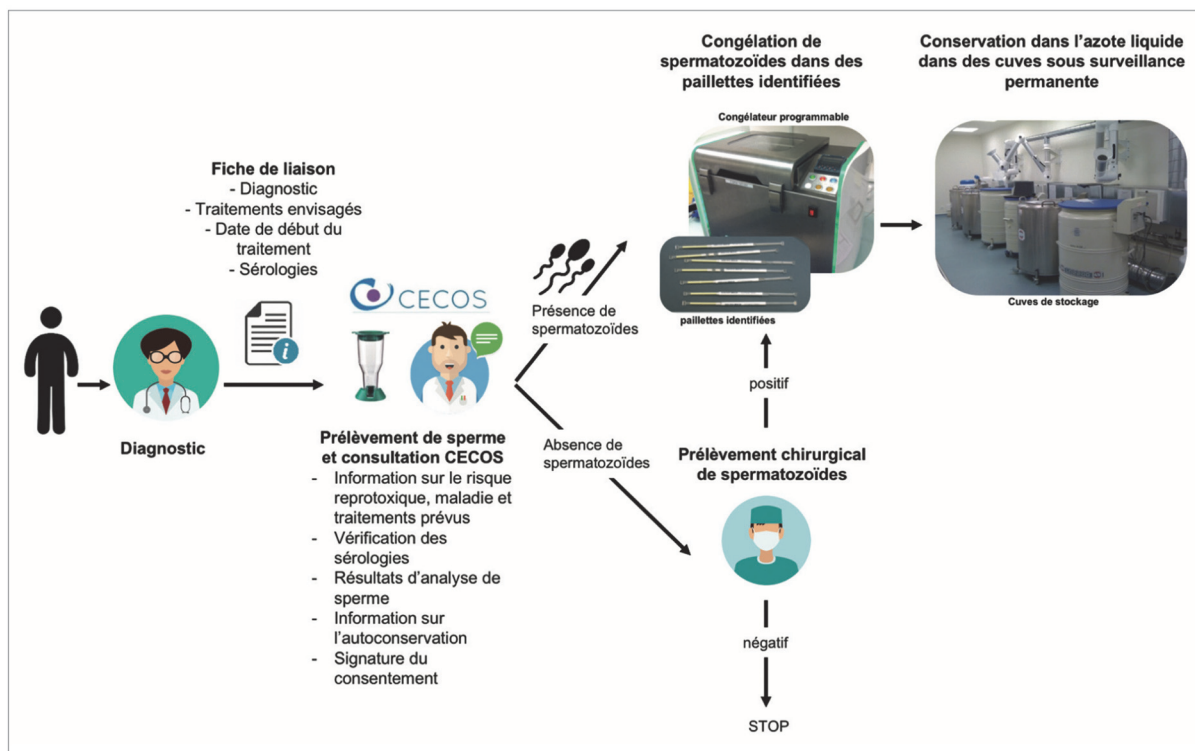 Fiche de liaison
- Diagnostic
- Traitements envisagés
- Date de début du
traitement
- Sérologies
Diagnostic
i
CECOS
Prélèvement de sperme
et consultation CECOS
- Information sur le risque
reprotoxique, maladie et
traitements prévus
- Vérification des
sérologies
- Résultats d'analyse de
sperme
- Information sur
l'autoconservation
- Signature du
consentement
Présence de
spermatozoïdes
Absence de
spermatozoïdes
Congélation de
spermatozoïdes dans des
paillettes identifiées
Congélateur programmable
paillettes identifiées
positif
Prélèvement chirurgical
de spermatozoïdes
négatif
STOP
Conservation dans l'azote liquide
dans des cuves sous surveillance
permanente
Cuves de stockage